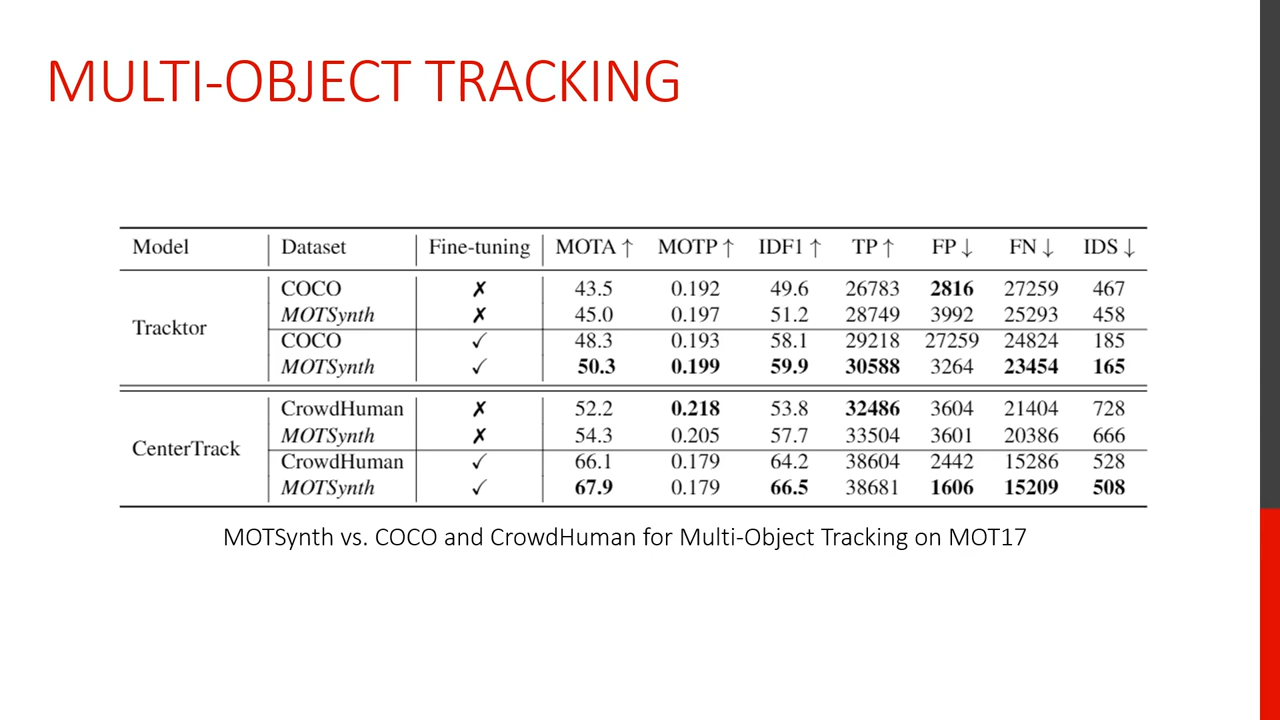 MULTI-OBJECT TRACKING
Model Dataset Fine-tuning MOTA ↑ MOTP ↑ IDF1 ↑ TP ↑ FP ↓ FN ↓ IDS ↓
COCO ✗ 43.5 0.192 49.6 26783 2816 27259 467
MOTSynth ✗ 45.0 0.197 51.2 28749 3992 25293 458
Tracktor
COCO ✓ 48.3 0.193 58.1 29218 27259 24824 185
MOTSynth ✓ 50.3 0.199 59.9 30588 3264 23454 165
CrowdHuman ✗ 52.2 0.218 53.8 32486 3604 21404 728
MOTSynth ✗ 54.3 0.205 57.7 33504 3601 20386 666
CenterTrack
CrowdHuman ✓ 66.1 0.179 64.2 38604 2442 15286 528
MOTSynth ✓ 67.9 0.179 66.5 38681 1606 15209 508
MOTSynth vs. COCO and CrowdHuman for Multi-Object Tracking on MOT17